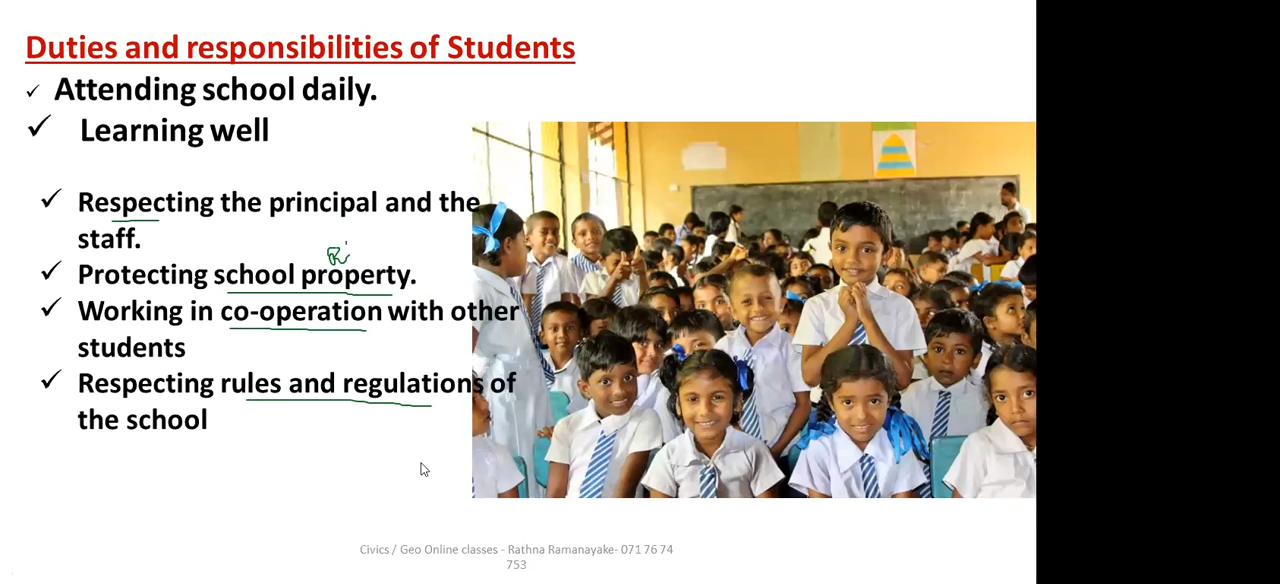 Duties and responsibilities of Students
✓ Attending school daily.
✓ Learning well
✓ Respecting the principal and the
staff.
✓ Protecting school property.
✓ Working in co-operation with other
students
✓ Respecting rules and regulations of
the school
Civics / Geo Online classes - Rathna Ramanayake- 071 76 74
753